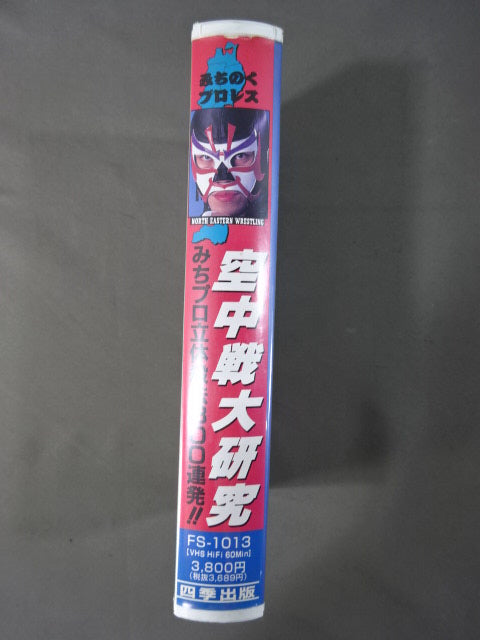 みちのく
プロレス
NORTH EASTERN WRESTLING
空中戦大研究
みちプロ立体 00連発!!
FS-1013
[VHS HiFi 60Min]
3,800円
(税抜3,689円)
四季出版